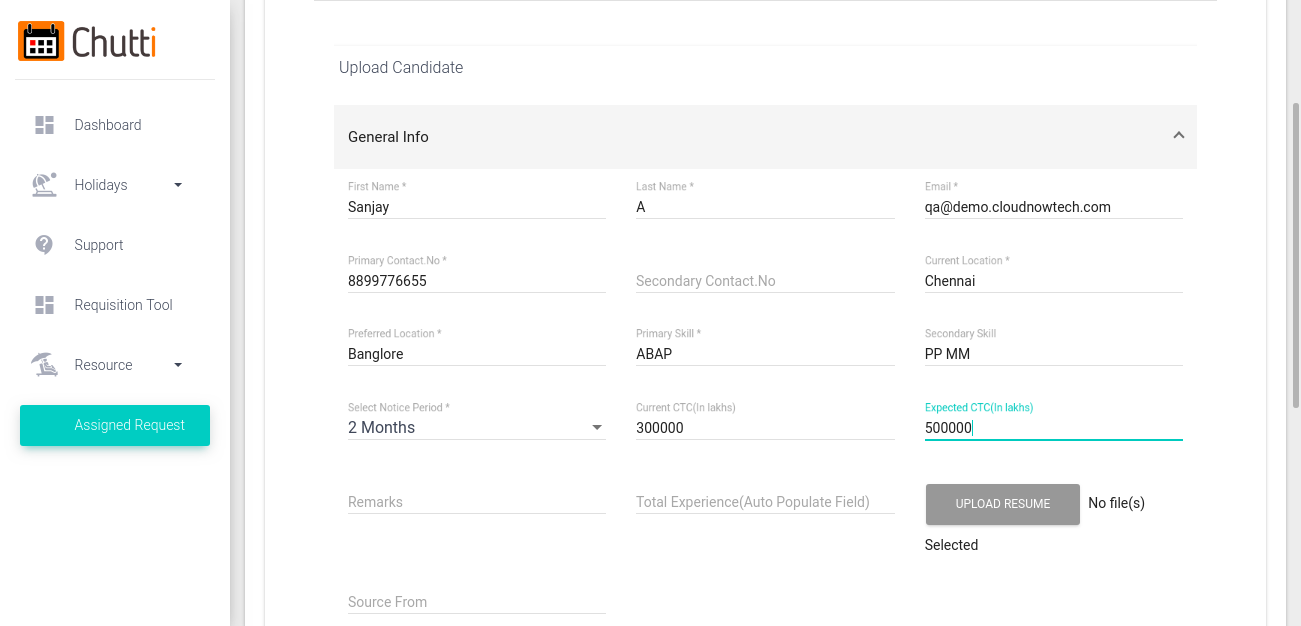 Chutti
Dashboard
Holidays
Support
Requisition Tool
Resource
Assigned Request
Upload Candidate
General Info
First Name * Last Name * Email *
Sanjay A qa@demo.cloudnowtech.com
Primary Contact.No * Current Location *
8899776655 Secondary Contact.No Chennai
Preferred Location * Primary Skill * Secondary Skill
Banglore ABAP PP MM
Select Notice Period * Current CTC(In lakhs) Expected CTC(In lakhs)
2 Months 300000 500000
Remarks Total Experience(Auto Populate Field) UPLOAD RESUME No file(s)
Selected
Source From